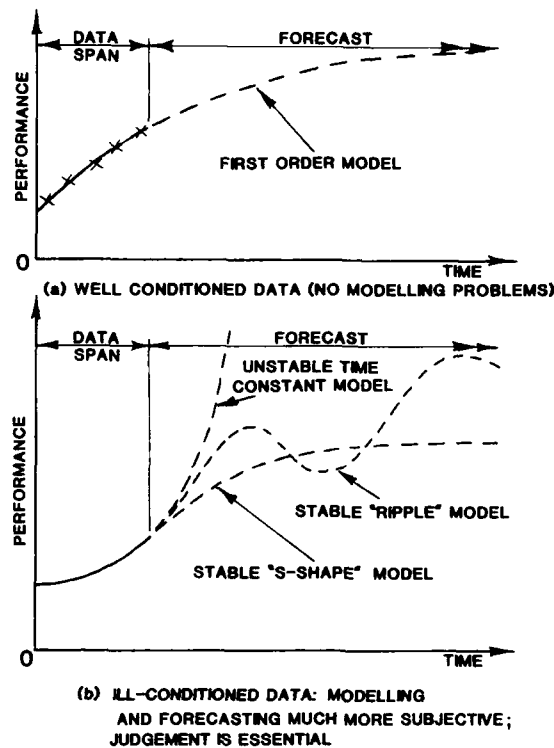 DATA
SPAN
FORECAST
PERFORMANCE
FIRST ORDER MODEL
0
TIME
(a) WELL CONDITIONED DATA (NO MODELLING PROBLEMS)
DATA
SPAN
FORECAST
UNSTABLE TIME
CONSTANT MODEL
PERFORMANCE
STABLE "RIPPLE" MODEL
STABLE "S-SHAPE" MODEL
0
TIME
(b) ILL-CONDITIONED DATA: MODELLING
AND FORECASTING MUCH MORE SUBJECTIVE;
JUDGEMENT IS ESSENTIAL